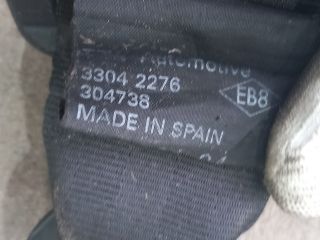 Automotive
3304 2276
304738
EB8
MADE IN SPAIN